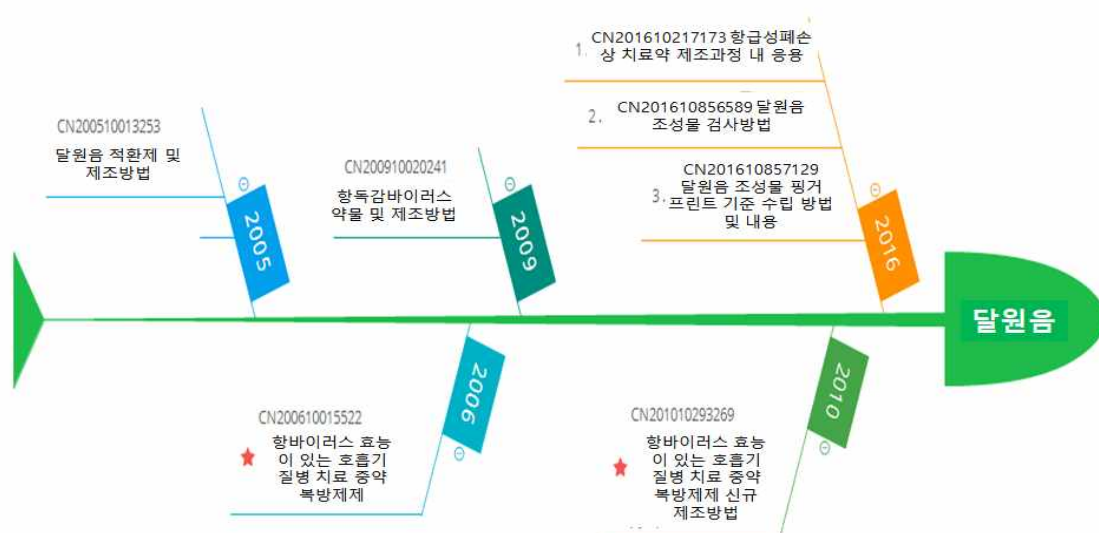 1. CN201610217173 항급성폐손
상 치료약 제조과정 내 응용
2. CN201610856589 달원음
조성물 검사방법
CN201610857129
달원음 조성물 핑거
3. 프린트 기준 수립 방법
및 내용
2016
CN200510013253
달원음 적환제 및
제조방법
2005
CN200910020241
항독감바이러스
약물 및 제조방법
2009
달원음
CN200610015522
항바이러스 효능
이 있는 호흡기
질병 치료 중약
복방제제
2006
CN201010293269
항바이러스 효능
이 있는 호흡기
질병 치료 중약
복방제제 신규
제조방법
2010